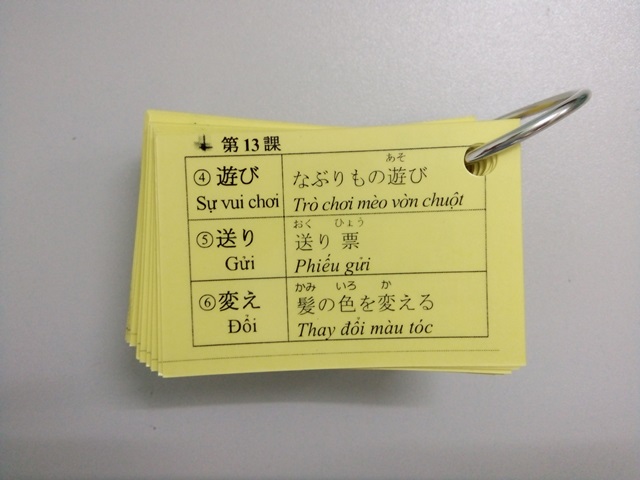 第13課
④ 遊び
Sự vui chơi
あそ
なぶりもの遊び
Trò chơi mèo vờn chuột
⑤ 送り
Gửi
おく ひょう
送り票
Phiếu gửi
⑥ 変え
Đổi
かみ いろ か
髪の色を変える
Thay đổi màu tóc